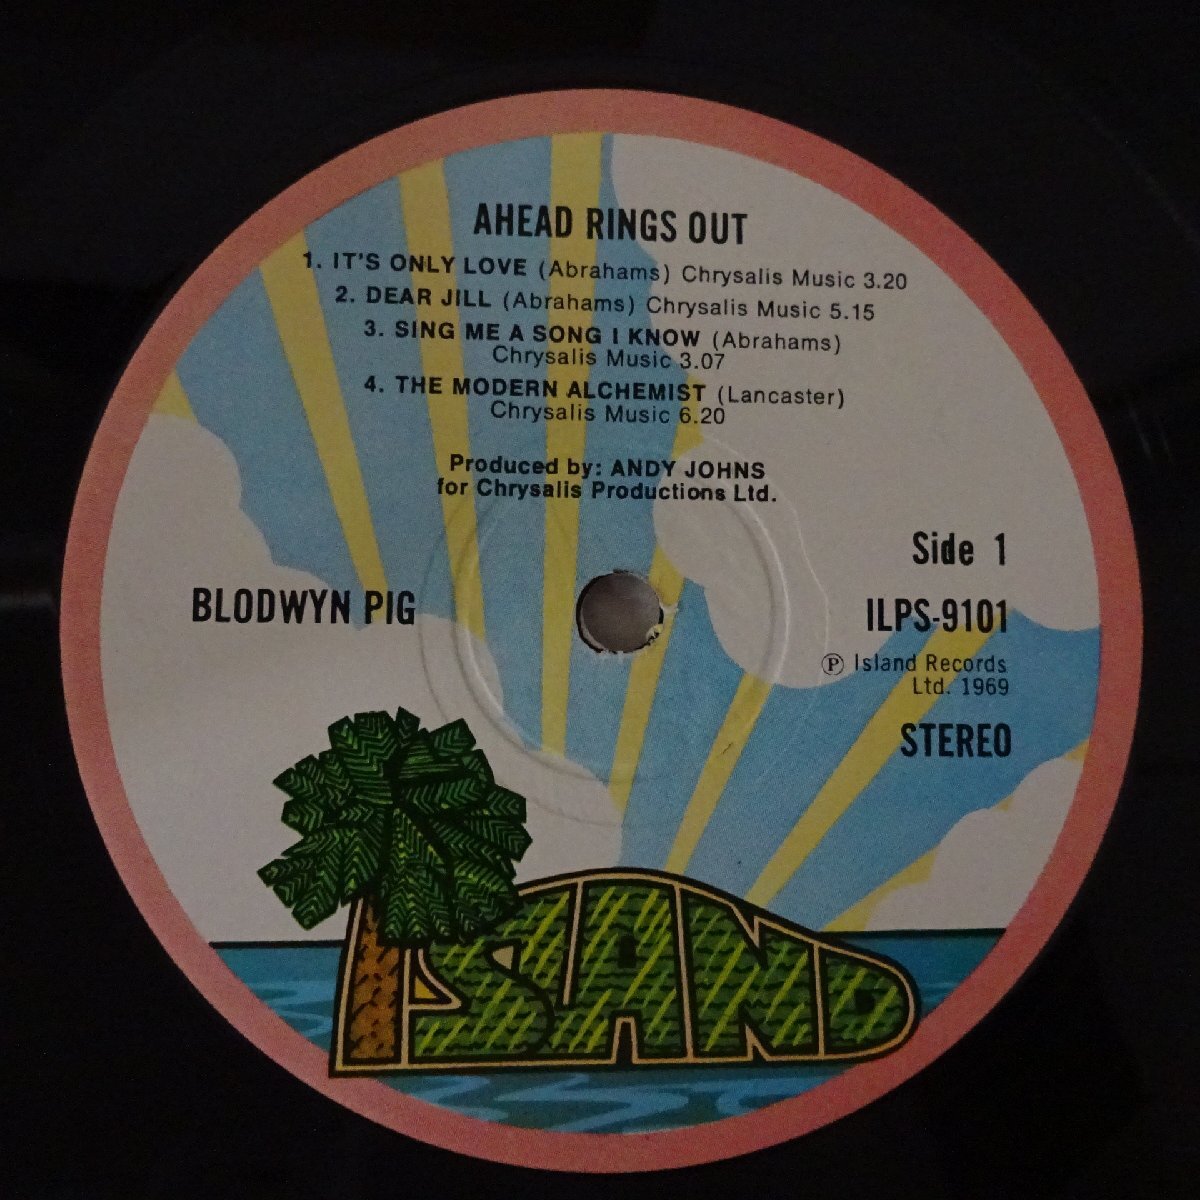 AHEAD RINGS OUT
1. IT'S ONLY LOVE (Abrahams) Chrysalis Music 3.20
2. DEAR JILL (Abrahams) Chrysalis Music 5.15
3. SING ME A SONG I KNOW (Abrahams)
Chrysalis Music 3.07
4. THE MODERN ALCHEMIST (Lancaster)
Chrysalis Music 6.20
Produced by: ANDY JOHNS
for Chrysalis Productions Ltd.
Side 1
BLODWYN PIG
ILPS-9101
Ⓟ Island Records
Ltd. 1969
STEREO
ISLAND